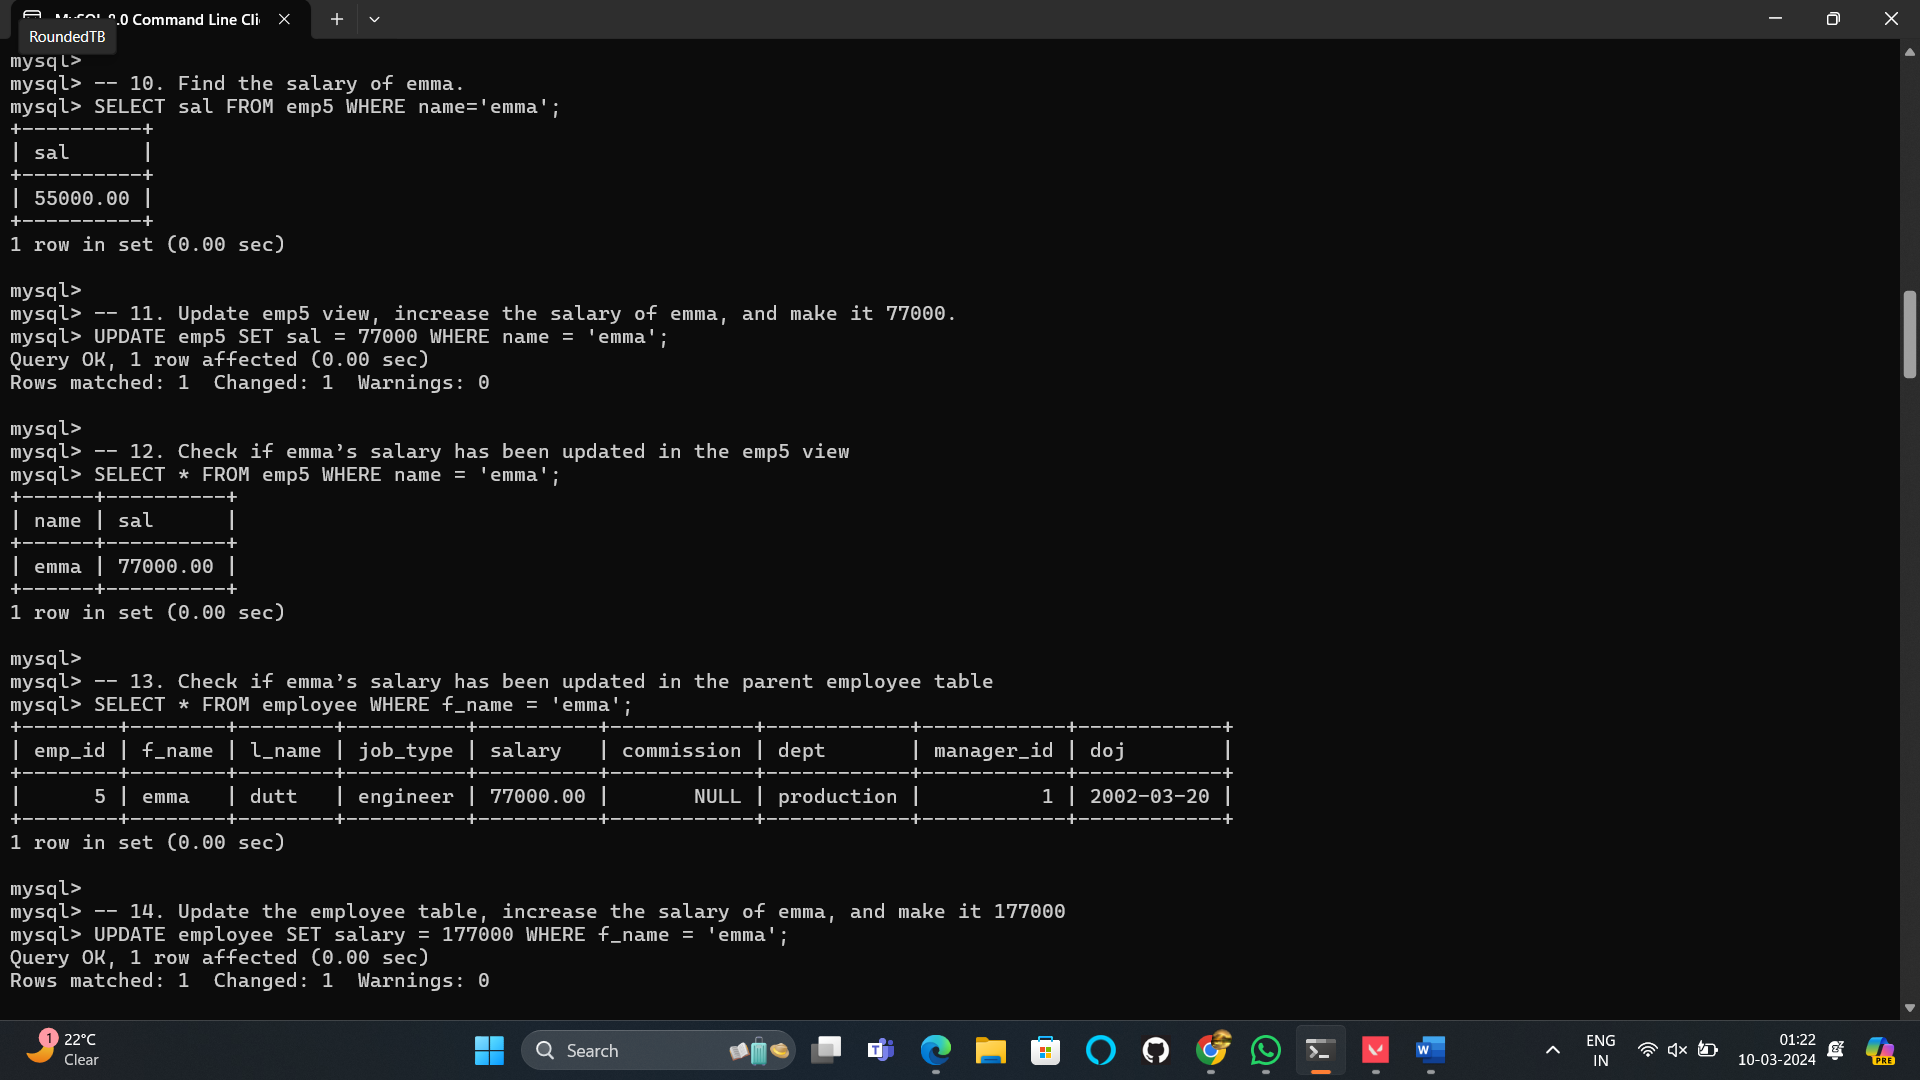 MySQL 8.0 Command Line Cli
RoundedTB
mysql>
mysql> -- 10. Find the salary of emma.
mysql> SELECT sal FROM emp5 WHERE name='emma';
+----------+
| sal      |
+----------+
| 55000.00 |
+----------+
1 row in set (0.00 sec)
mysql>
mysql> -- 11. Update emp5 view, increase the salary of emma, and make it 77000.
mysql> UPDATE emp5 SET sal = 77000 WHERE name = 'emma';
Query OK, 1 row affected (0.00 sec)
Rows matched: 1  Changed: 1  Warnings: 0
mysql>
mysql> -- 12. Check if emma’s salary has been updated in the emp5 view
mysql> SELECT * FROM emp5 WHERE name = 'emma';
+------+----------+
| name | sal      |
+------+----------+
| emma | 77000.00 |
+------+----------+
1 row in set (0.00 sec)
mysql>
mysql> -- 13. Check if emma’s salary has been updated in the parent employee table
mysql> SELECT * FROM employee WHERE f_name = 'emma';
+--------+--------+--------+----------+----------+------------+------------+------------+------------+
| emp_id | f_name | l_name | job_type | salary   | commission | dept       | manager_id | doj        |
+--------+--------+--------+----------+----------+------------+------------+------------+------------+
|      5 | emma   | dutt   | engineer | 77000.00 |       NULL | production |          1 | 2002-03-20 |
+--------+--------+--------+----------+----------+------------+------------+------------+------------+
1 row in set (0.00 sec)
mysql>
mysql> -- 14. Update the employee table, increase the salary of emma, and make it 177000
mysql> UPDATE employee SET salary = 177000 WHERE f_name = 'emma';
Query OK, 1 row affected (0.00 sec)
Rows matched: 1  Changed: 1  Warnings: 0
1
22°C
Clear
Search
ENG
IN
01:22
10-03-2024
PRE